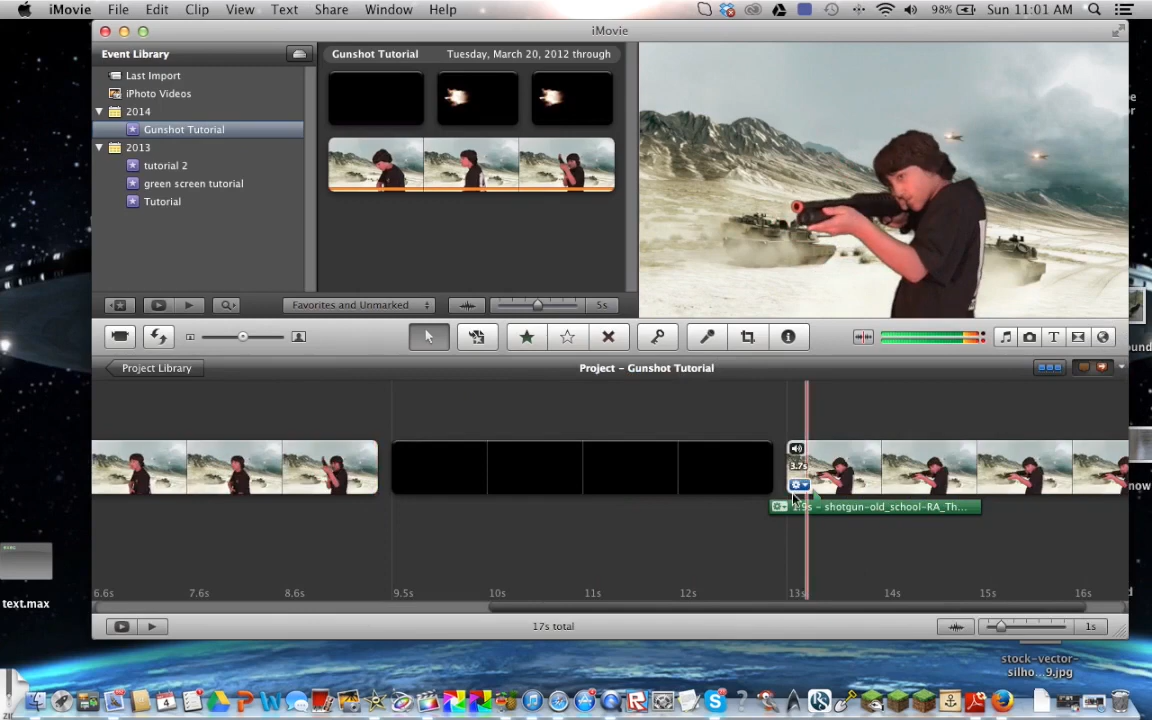 iMovie File Edit Clip View Text Share Window Help 98% Sun 11:01 AM
iMovie
Event Library
Gunshot Tutorial Tuesday, March 20, 2012 through
Last Import
iPhoto Videos
2014
Gunshot Tutorial
2013
tutorial 2
green screen tutorial
Tutorial
Favorites and Unmarked 5s
Project Library
Project – Gunshot Tutorial
3.7s
– shotgun-old_school-RA_Th...
6.6s 7.6s 8.6s 9.5s 10s 11s 12s 13s 14s 15s 16s
17s total 1s
text.max
stock-vector-
silho...9.jpg